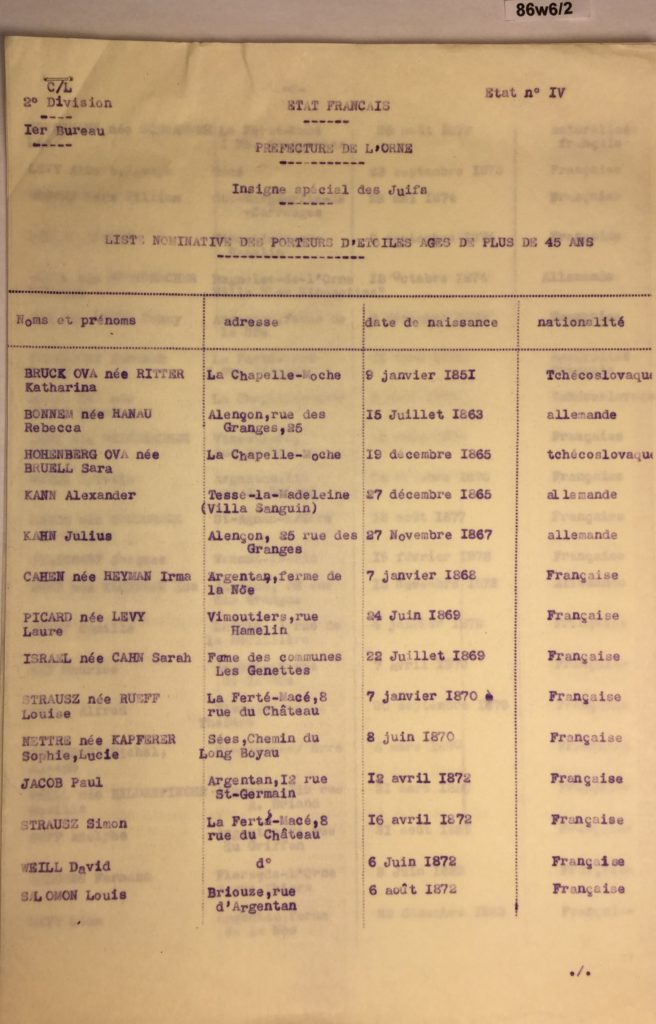 86w6/2
C/L
2° Division
Etat n° IV
ETAT FRANCAIS
Ier Bureau
PREFECTURE DE L'ORNE
Insigne spécial des Juifs
LISTE NOMINATIVE DES PORTEURS D'ETOILES AGES DE PLUS DE 45 ANS
Noms et prénoms adresse date de naissance nationalité
BRUCK OVA née RITTER La Chapelle-Moche 9 janvier I85I Tchécoslovaque
Katharina
BONNEM née HANAU Alençon,rue des I5 Juillet I863 allemande
Rebecca Granges,25
HOHENBERG OVA née La Chapelle-Moche I9 décembre I865 tchécoslovaque
BRUELL Sara
KANN Alexander Tesse-la-Madeleine 27 décembre I865 allemande
(Villa Sanguin)
KAHN Julius Alençon, 25 rue des 27 Novembre I867 allemande
Granges
CAHEN née HEYMAN Irma Argentan,ferme de 7 janvier I868 Française
la Nöe
PICARD née LEVY Vimoutiers,rue 24 Juin I869 Française
Laure Hamelin
ISRAEL née CAHN Sarah Feme des communes 22 Juillet I869 Française
Les Genettes
STRAUSZ née RUEFF La Ferté-Macé,8 7 janvier I870 à Française
Louise rue du Château
NETTRE née KAPFERER Sées,Chemin du 8 juin I870 Française
Sophie,Lucie Long Boyau
JACOB Paul Argentan,I2 rue I2 avril I872 Française
St-Germain
STRAUSZ Simon La Ferté-Macé,8 I6 avril I872 Française
rue du Château
WEILL David d° 6 Juin I872 Française
SALOMON Louis Briouze,rue 6 août I872 Française
d'Argentan
./.